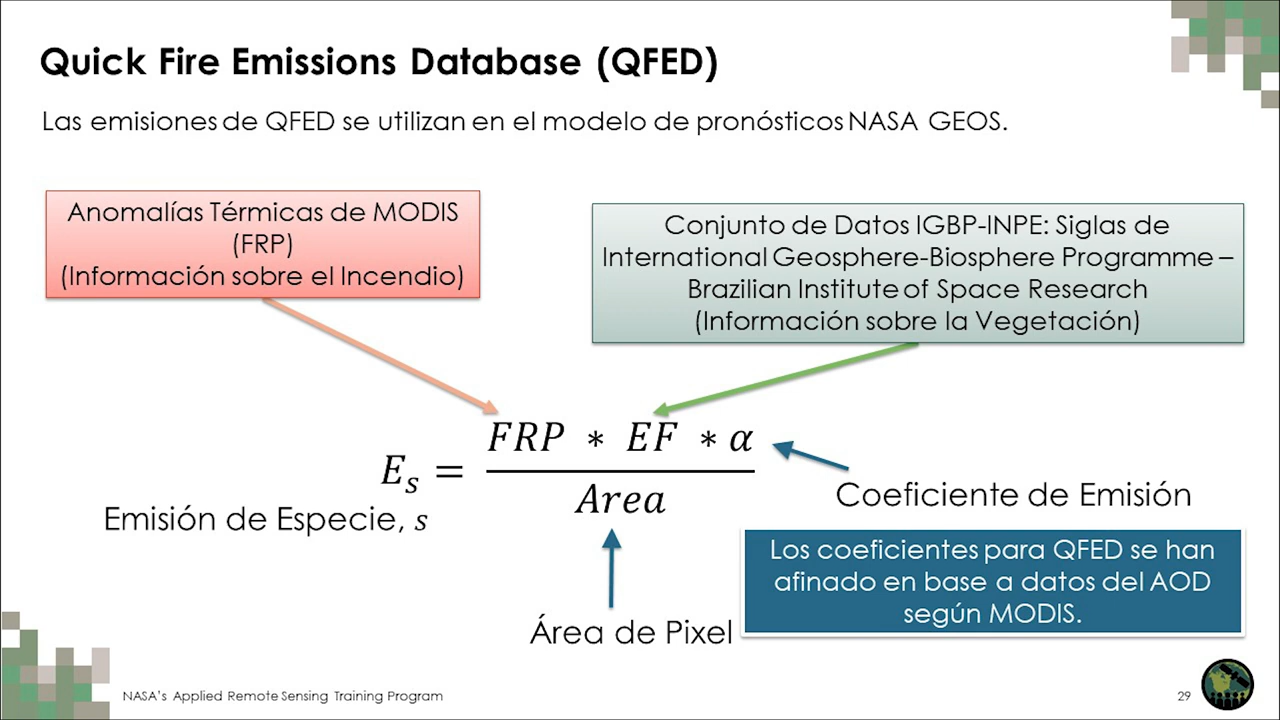 Quick Fire Emissions Database (QFED)
Las emisiones de QFED se utilizan en el modelo de pronósticos NASA GEOS.
Anomalías Térmicas de MODIS
(FRP)
(Información sobre el Incendio)
Conjunto de Datos IGBP-INPE: Siglas de
International Geosphere-Biosphere Programme –
Brazilian Institute of Space Research
(Información sobre la Vegetación)
FRP * EF * α
E_s =
Area
Coeficiente de Emisión
Emisión de Especie, s
Los coeficientes para QFED se han
afinado en base a datos del AOD
según MODIS.
Área de Pixel
NASA's Applied Remote Sensing Training Program
29